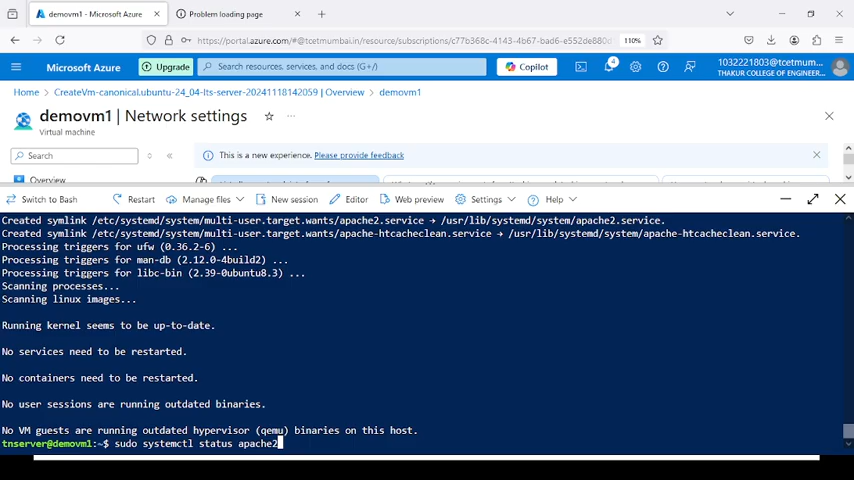 demovm1 - Microsoft Azure
Problem loading page
https://portal.azure.com/#@tcetmumbai.in/resource/subscriptions/c77b368c-4143-4b67-bad6-e552de880d
110%
Microsoft Azure
Upgrade
Search resources, services, and docs (G+/)
Copilot
4
1032221803@tcetmum...
THAKUR COLLEGE OF ENGINEER...
Home > CreateVm-canonical.ubuntu-24_04-lts-server-20241118142059 | Overview > demovm1
demovm1 | Network settings
Virtual machine
Search
This is a new experience. Please provide feedback
Overview
Switch to Bash
Restart
Manage files
New session
Editor
Web preview
Settings
Help
Created symlink /etc/systemd/system/multi-user.target.wants/apache2.service → /usr/lib/systemd/system/apache2.service.
Created symlink /etc/systemd/system/multi-user.target.wants/apache-htcacheclean.service → /usr/lib/systemd/system/apache-htcacheclean.service.
Processing triggers for ufw (0.36.2-6) ...
Processing triggers for man-db (2.12.0-4build2) ...
Processing triggers for libc-bin (2.39-0ubuntu8.3) ...
Scanning processes...
Scanning linux images...
Running kernel seems to be up-to-date.
No services need to be restarted.
No containers need to be restarted.
No user sessions are running outdated binaries.
No VM guests are running outdated hypervisor (qemu) binaries on this host.
tnserver@demovm1:~$ sudo systemctl status apache2